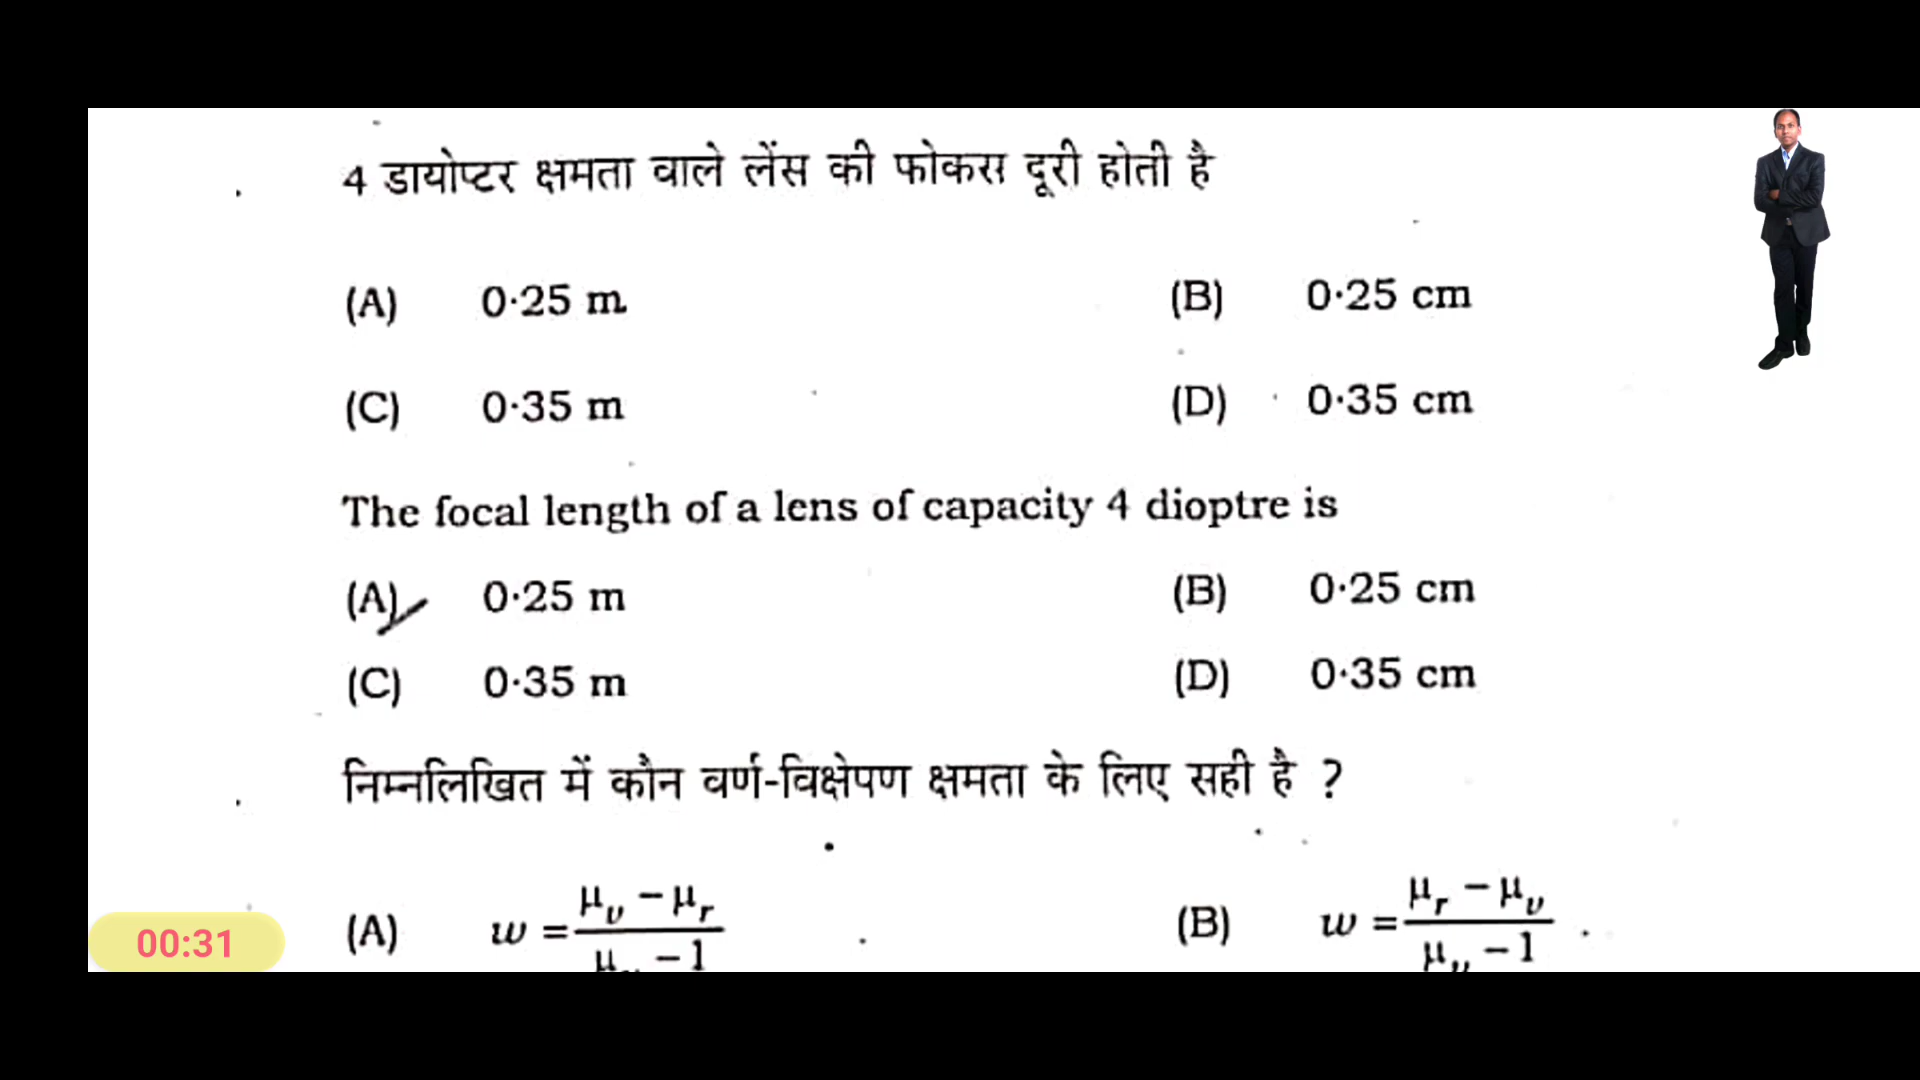 4 डायोप्टर क्षमता वाले लेंस की फोकस दूरी होती है
(A) 0·25 m (B) 0·25 cm
(C) 0·35 m (D) 0·35 cm
The focal length of a lens of capacity 4 dioptre is
(A) 0·25 m (B) 0·25 cm
(C) 0·35 m (D) 0·35 cm
निम्नलिखित में कौन वर्ण-विक्षेपण क्षमता के लिए सही है ?
(A) w = (μᵥ − μᵣ) / (μ − 1) (B) w = (μᵣ − μᵥ) / (μ − 1)
00:31